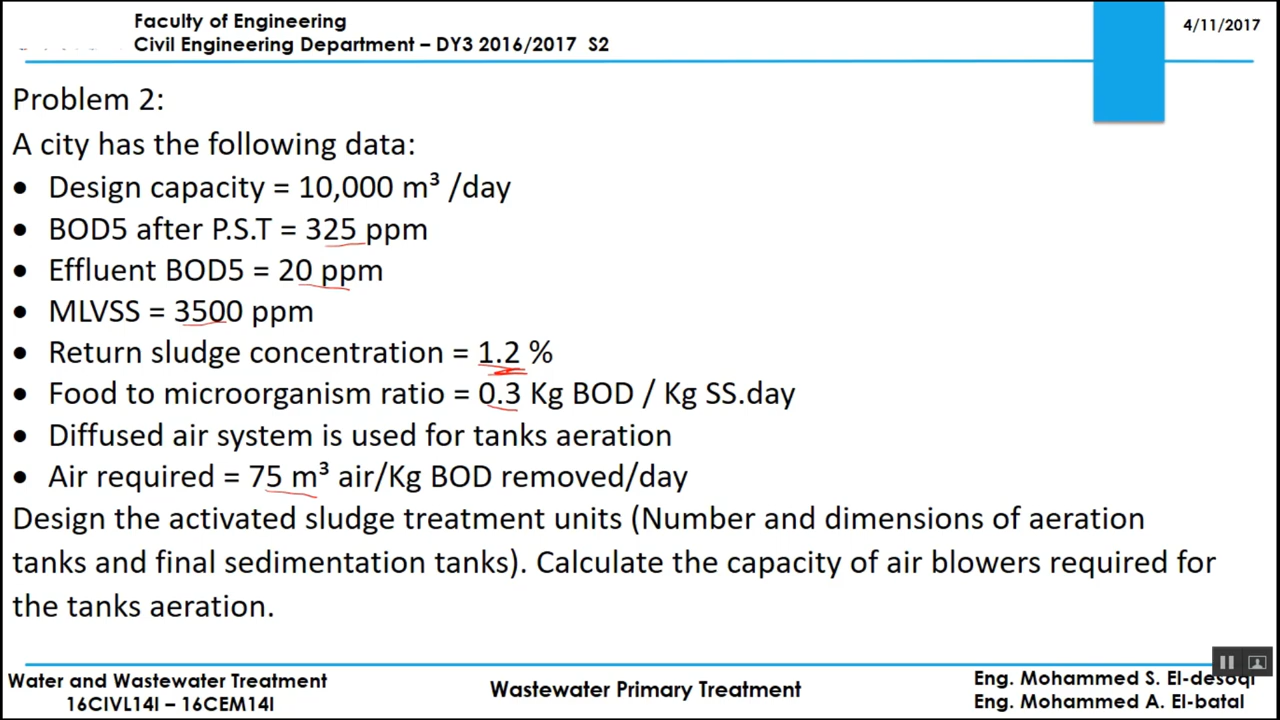 Faculty of Engineering
4/11/2017
Civil Engineering Department – DY3 2016/2017 S2
Problem 2:
A city has the following data:
• Design capacity = 10,000 m³ /day
• BOD5 after P.S.T = 325 ppm
• Effluent BOD5 = 20 ppm
• MLVSS = 3500 ppm
• Return sludge concentration = 1.2 %
• Food to microorganism ratio = 0.3 Kg BOD / Kg SS.day
• Diffused air system is used for tanks aeration
• Air required = 75 m³ air/Kg BOD removed/day
Design the activated sludge treatment units (Number and dimensions of aeration
tanks and final sedimentation tanks). Calculate the capacity of air blowers required for
the tanks aeration.
Water and Wastewater Treatment
16CIVL14I – 16CEM14I
Wastewater Primary Treatment
Eng. Mohammed S. El-desoqi
Eng. Mohammed A. El-batal